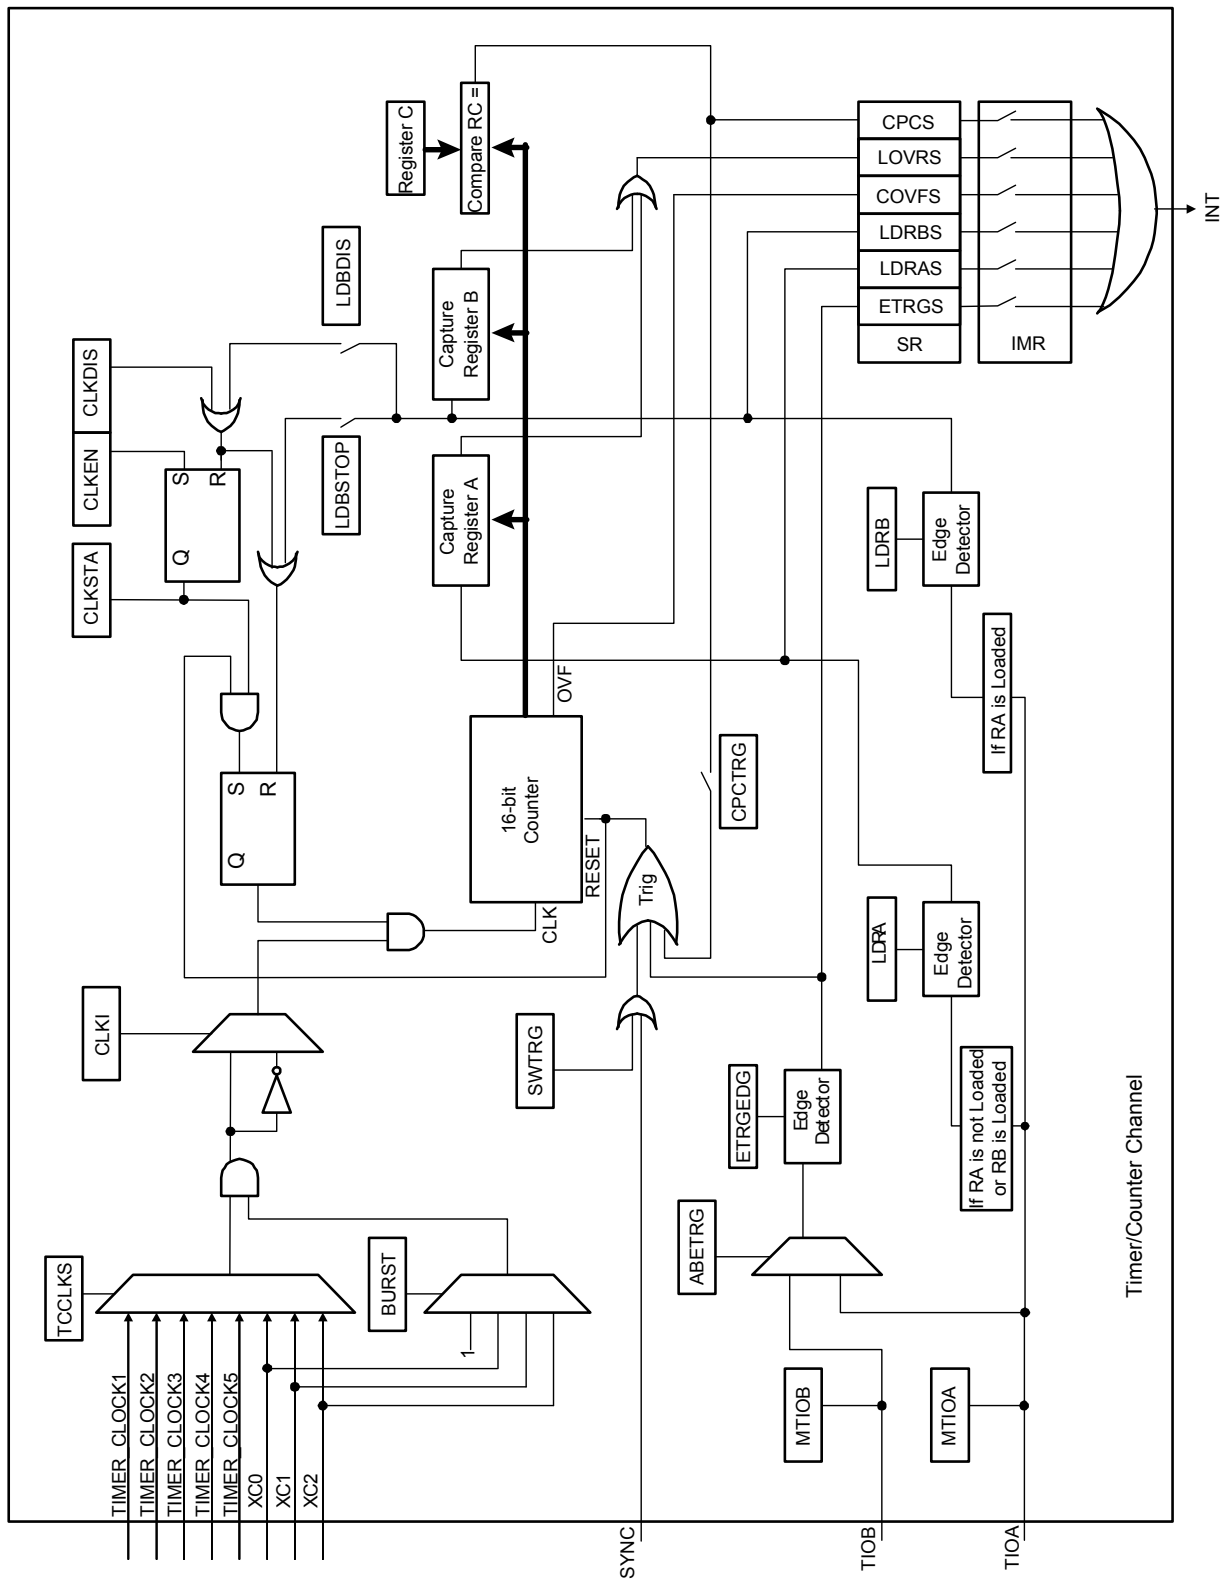 TCCLKS
TIMER_CLOCK1
TIMER_CLOCK2
TIMER_CLOCK3
TIMER_CLOCK4
TIMER_CLOCK5
XC0
XC1
XC2
BURST
1
CLKI
CLKSTA
CLKEN
CLKDIS
Q
S
R
Q
S
R
LDBSTOP
LDBDIS
SYNC
SWTRG
Trig
CLK
RESET
OVF
16-bit
Counter
CPCTRG
Capture
Register A
Capture
Register B
Register C
Compare RC =
MTIOB
TIOB
MTIOA
TIOA
ABETRG
ETRGEDG
Edge
Detector
LDRA
Edge
Detector
If RA is not Loaded
or RB is Loaded
LDRB
Edge
Detector
If RA is Loaded
CPCS
LOVRS
COVFS
LDRBS
LDRAS
ETRGS
SR
IMR
INT
Timer/Counter Channel